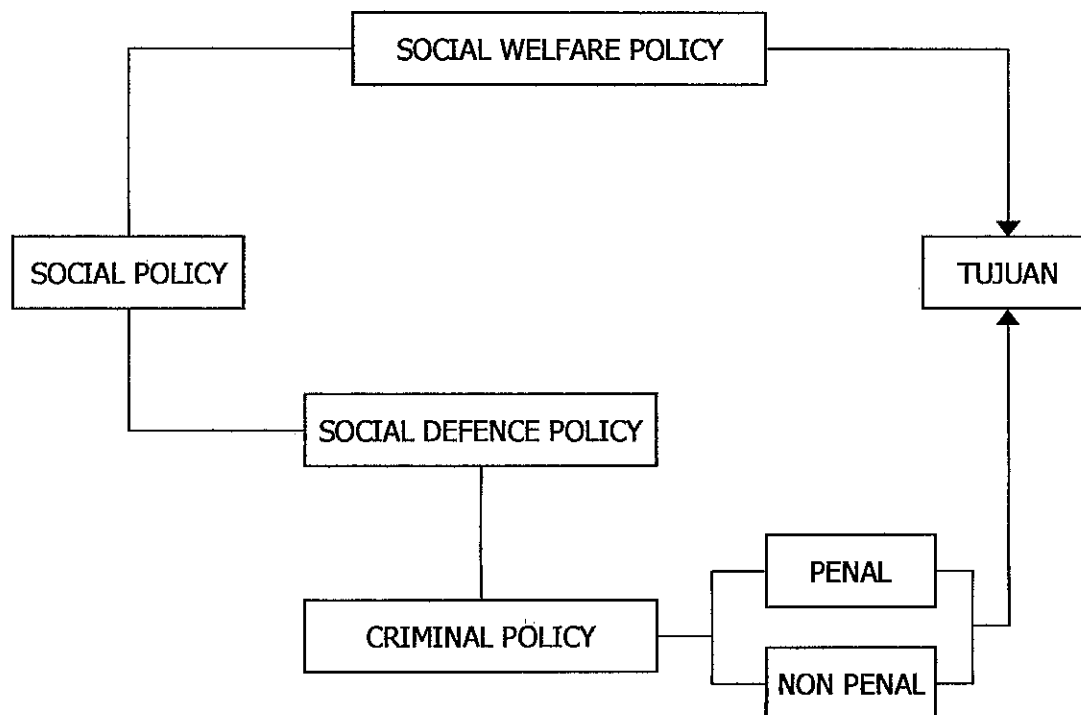 SOCIAL WELFARE POLICY
SOCIAL POLICY
TUJUAN
SOCIAL DEFENCE POLICY
PENAL
CRIMINAL POLICY
NON PENAL